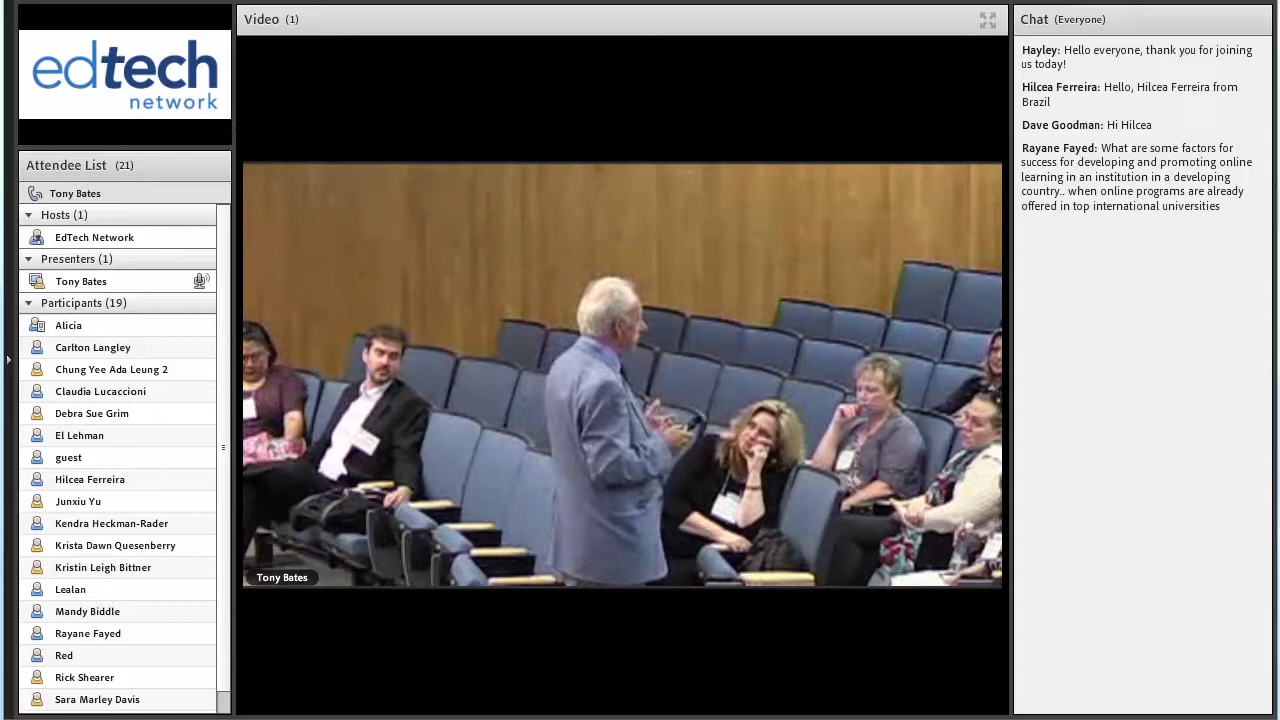 edtech
network
Attendee List (21)
Tony Bates
Hosts (1)
EdTech Network
Presenters (1)
Tony Bates
Participants (19)
Alicia
Carlton Langley
Chung Yee Ada Leung 2
Claudia Lucaccioni
Debra Sue Grim
El Lehman
guest
Hilcea Ferreira
Junxiu Yu
Kendra Heckman-Rader
Krista Dawn Quesenberry
Kristin Leigh Bittner
Lealan
Mandy Biddle
Rayane Fayed
Red
Rick Shearer
Sara Marley Davis
Video (1)
Tony Bates
Chat (Everyone)
Hayley: Hello everyone, thank you for joining
us today!
Hilcea Ferreira: Hello, Hilcea Ferreira from
Brazil
Dave Goodman: Hi Hilcea
Rayane Fayed: What are some factors for
success for developing and promoting online
learning in an institution in a developing
country.. when online programs are already
offered in top international universities